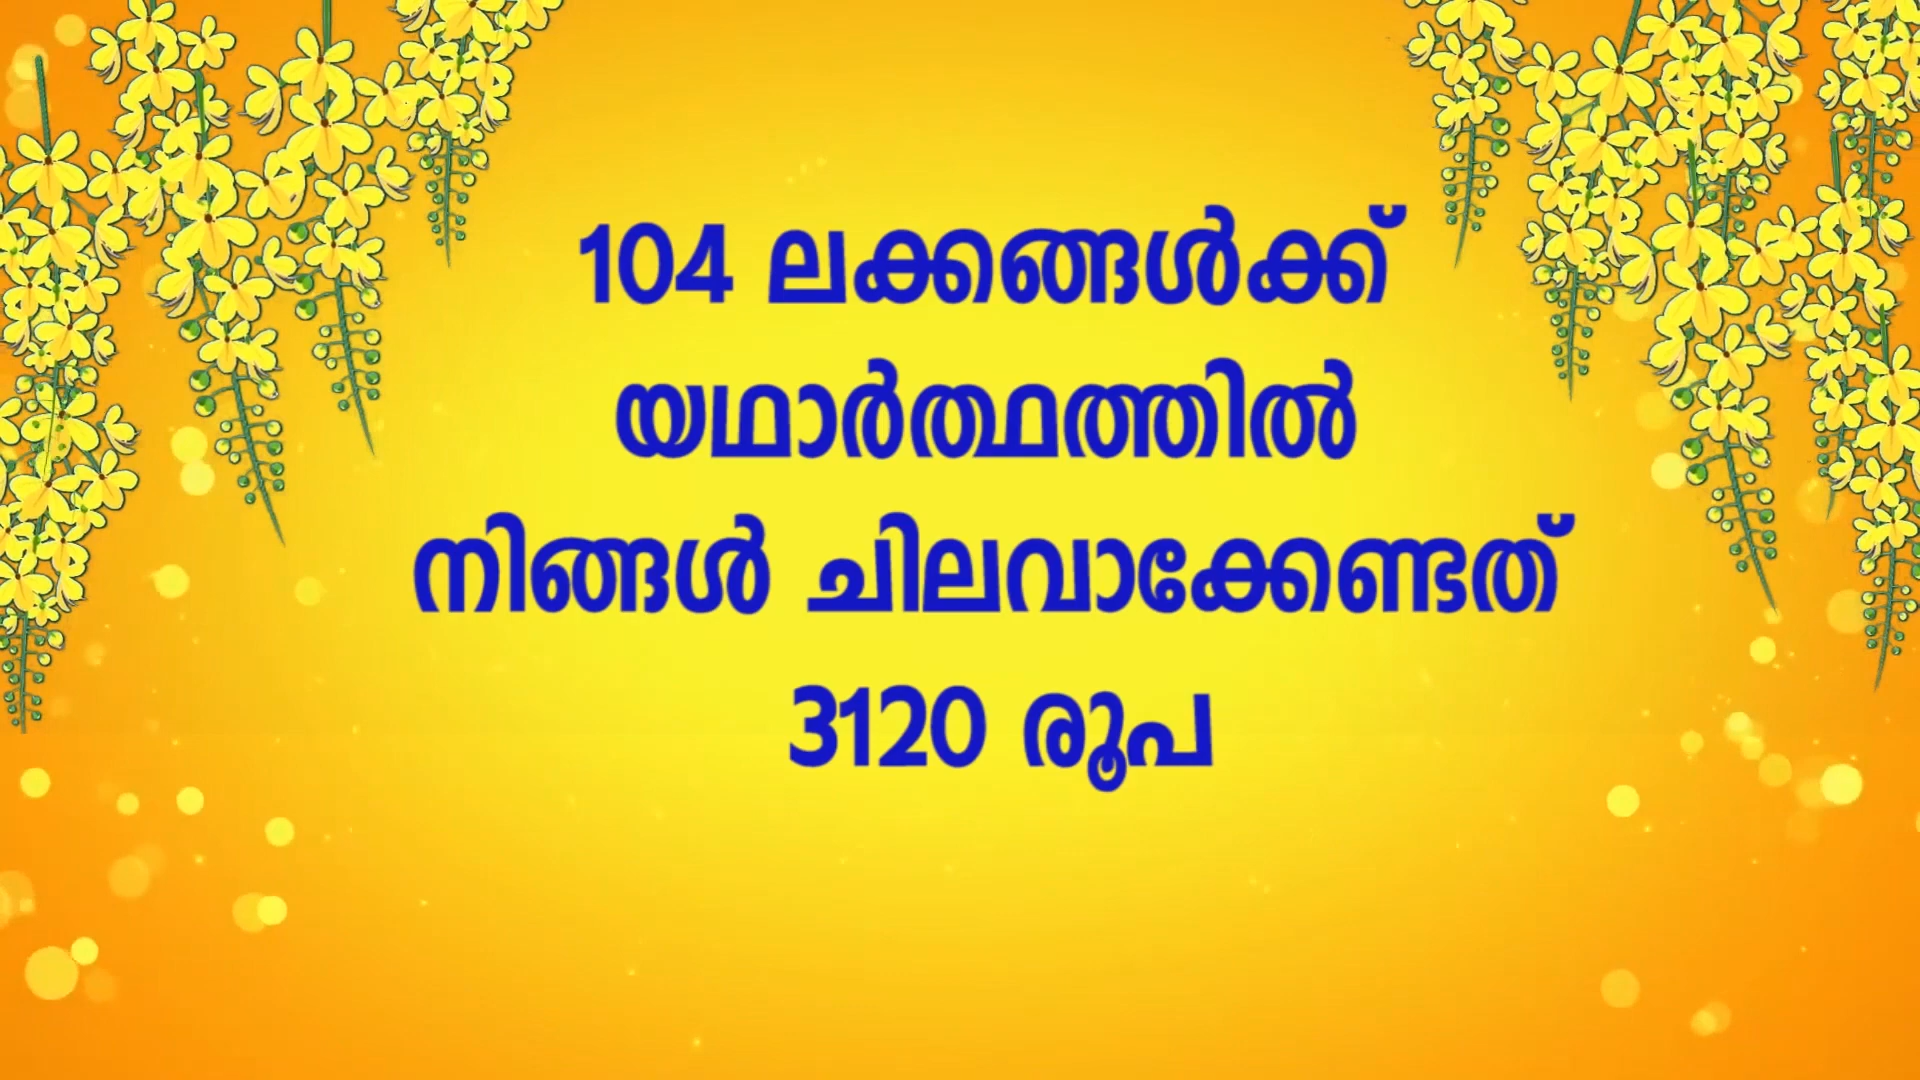 104 ലക്കങ്ങൾക്ക്
യഥാർത്ഥത്തിൽ
നിങ്ങൾ ചിലവാക്കേണ്ടത്
3120 രൂപ